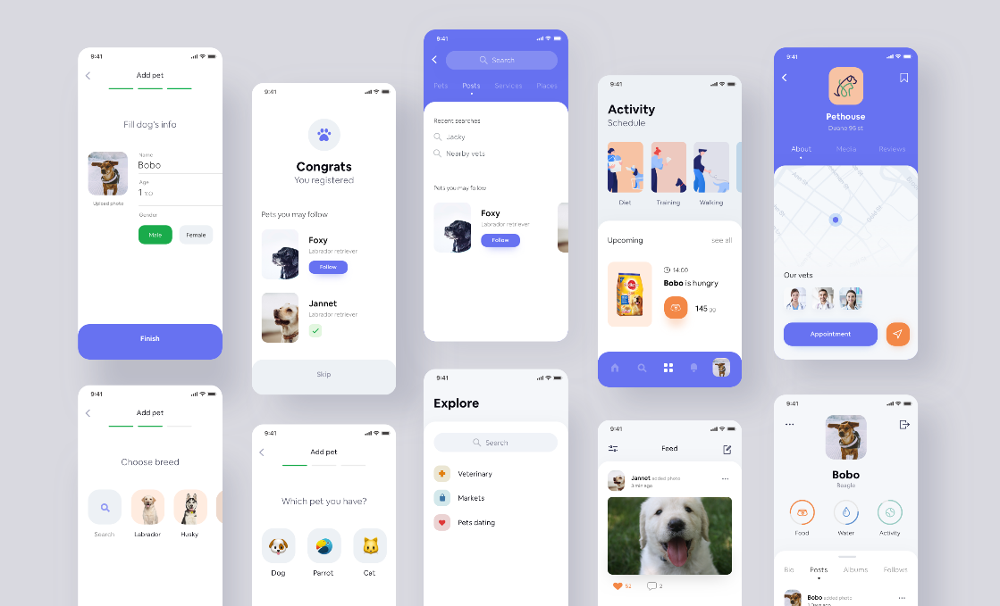 9:41
Add pet
Fill dog's info
Name
Bobo
Upload photo
Age
1 Y.O
Gender
Male Female
Finish
9:41
Add pet
Choose breed
Search Labrador Husky
9:41
Congrats
You registered
Pets you may follow
Foxy
Labrador retriever
Follow
Jannet
Labrador retriever
Skip
9:41
Add pet
Which pet you have?
Dog Parrot Cat
9:41
Search
Pets Posts Services Places
Recent searches
Jacky
Nearby vets
Pets you may follow
Foxy
Labrador retriever
Follow
9:41
Explore
Search
Veterinary
Markets
Pets dating
9:41
Activity
Schedule
Diet Training Walking
Upcoming see all
14:00
Bobo is hungry
145
9:41
Feed
Jannet added photo
3 min ago
2
9:41
Pethouse
Duane 95 st
About Media Reviews
Our vets
Appointment
9:41
Bobo
Beagle
Food Water Activity
Bio Posts Albums Follows
Bobo added photo